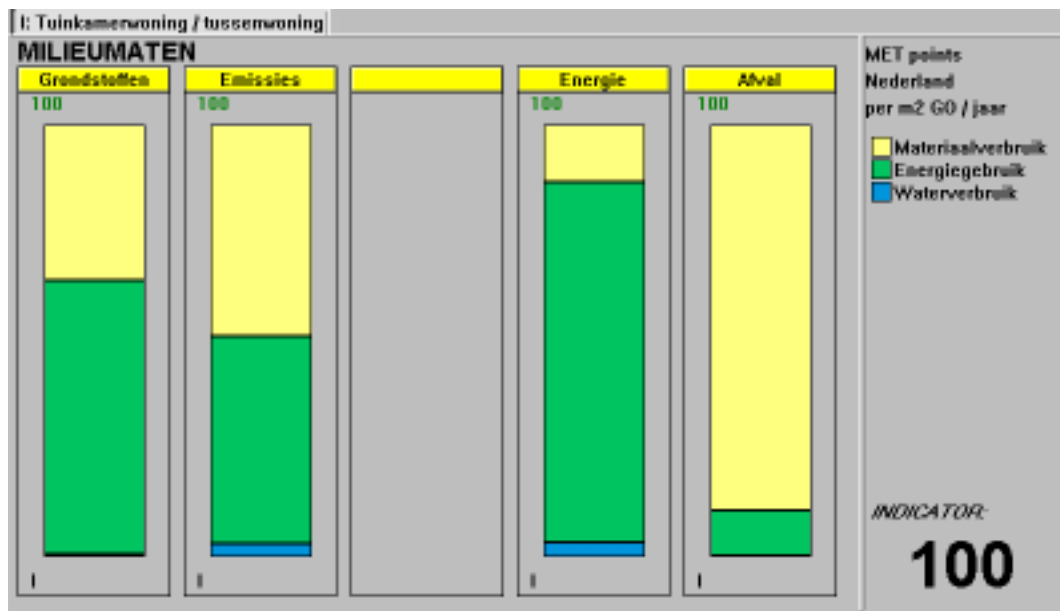 I: Tuinkamerwoning / tussenwoning
MILIEUMATEN
Grondstoffen
Emissies
Energie
Afval
100
100
100
100
I
I
I
I
MET points
Nederland
per m2 GO / jaar
Materiaalverbruik
Energiegebruik
Waterverbruik
INDICATOR:
100